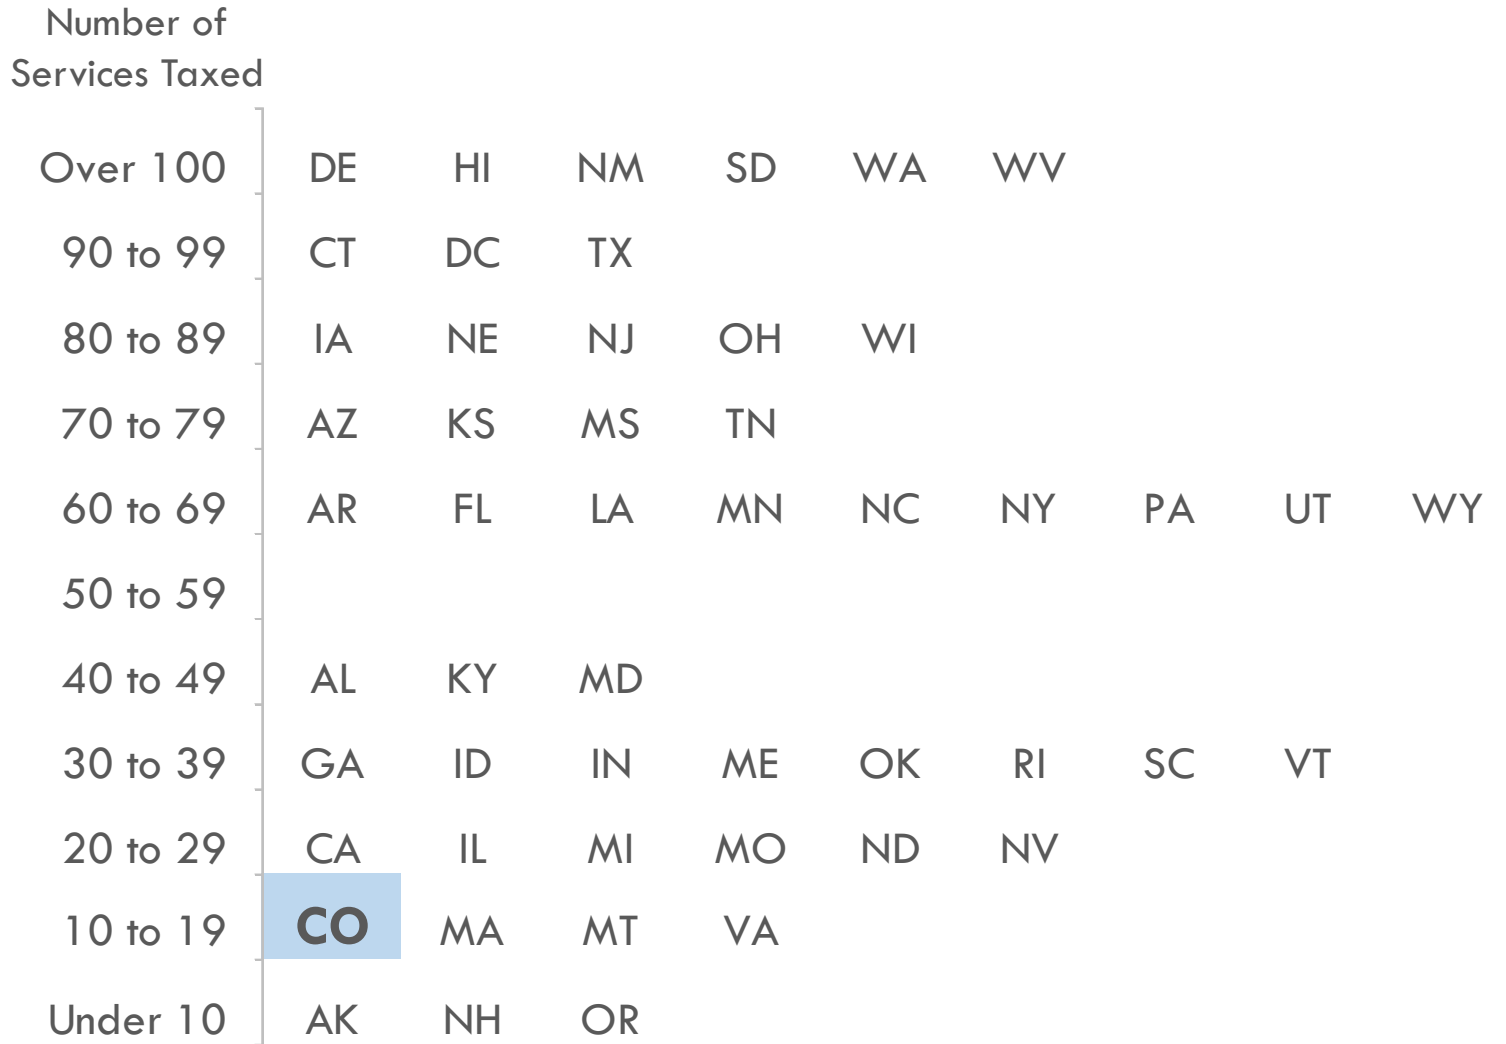 Number of
Services Taxed
Over 100 DE HI NM SD WA WV
90 to 99 CT DC TX
80 to 89 IA NE NJ OH WI
70 to 79 AZ KS MS TN
60 to 69 AR FL LA MN NC NY PA UT WY
50 to 59
40 to 49 AL KY MD
30 to 39 GA ID IN ME OK RI SC VT
20 to 29 CA IL MI MO ND NV
10 to 19 CO MA MT VA
Under 10 AK NH OR